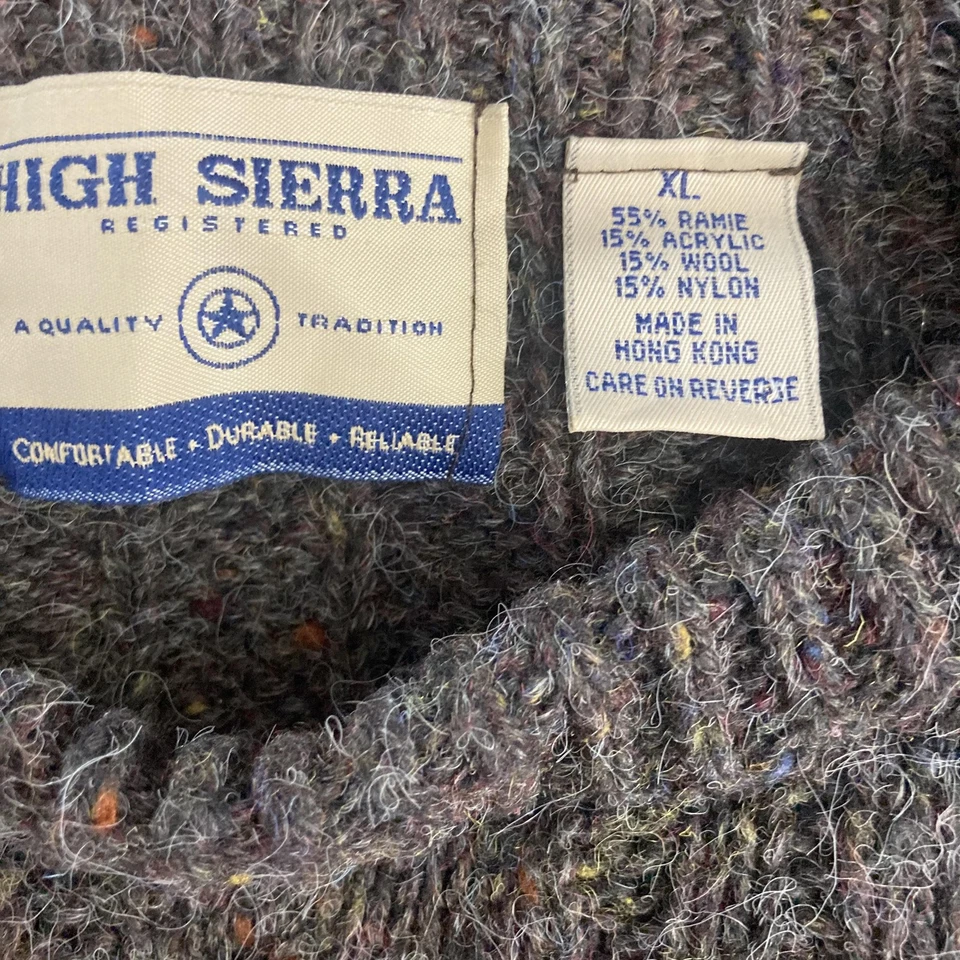 HIGH SIERRA
REGISTERED
A QUALITY TRADITION
COMFORTABLE • DURABLE • RELIABLE
XL
55% RAMIE
15% ACRYLIC
15% WOOL
15% NYLON
MADE IN
HONG KONG
CARE ON REVERSE